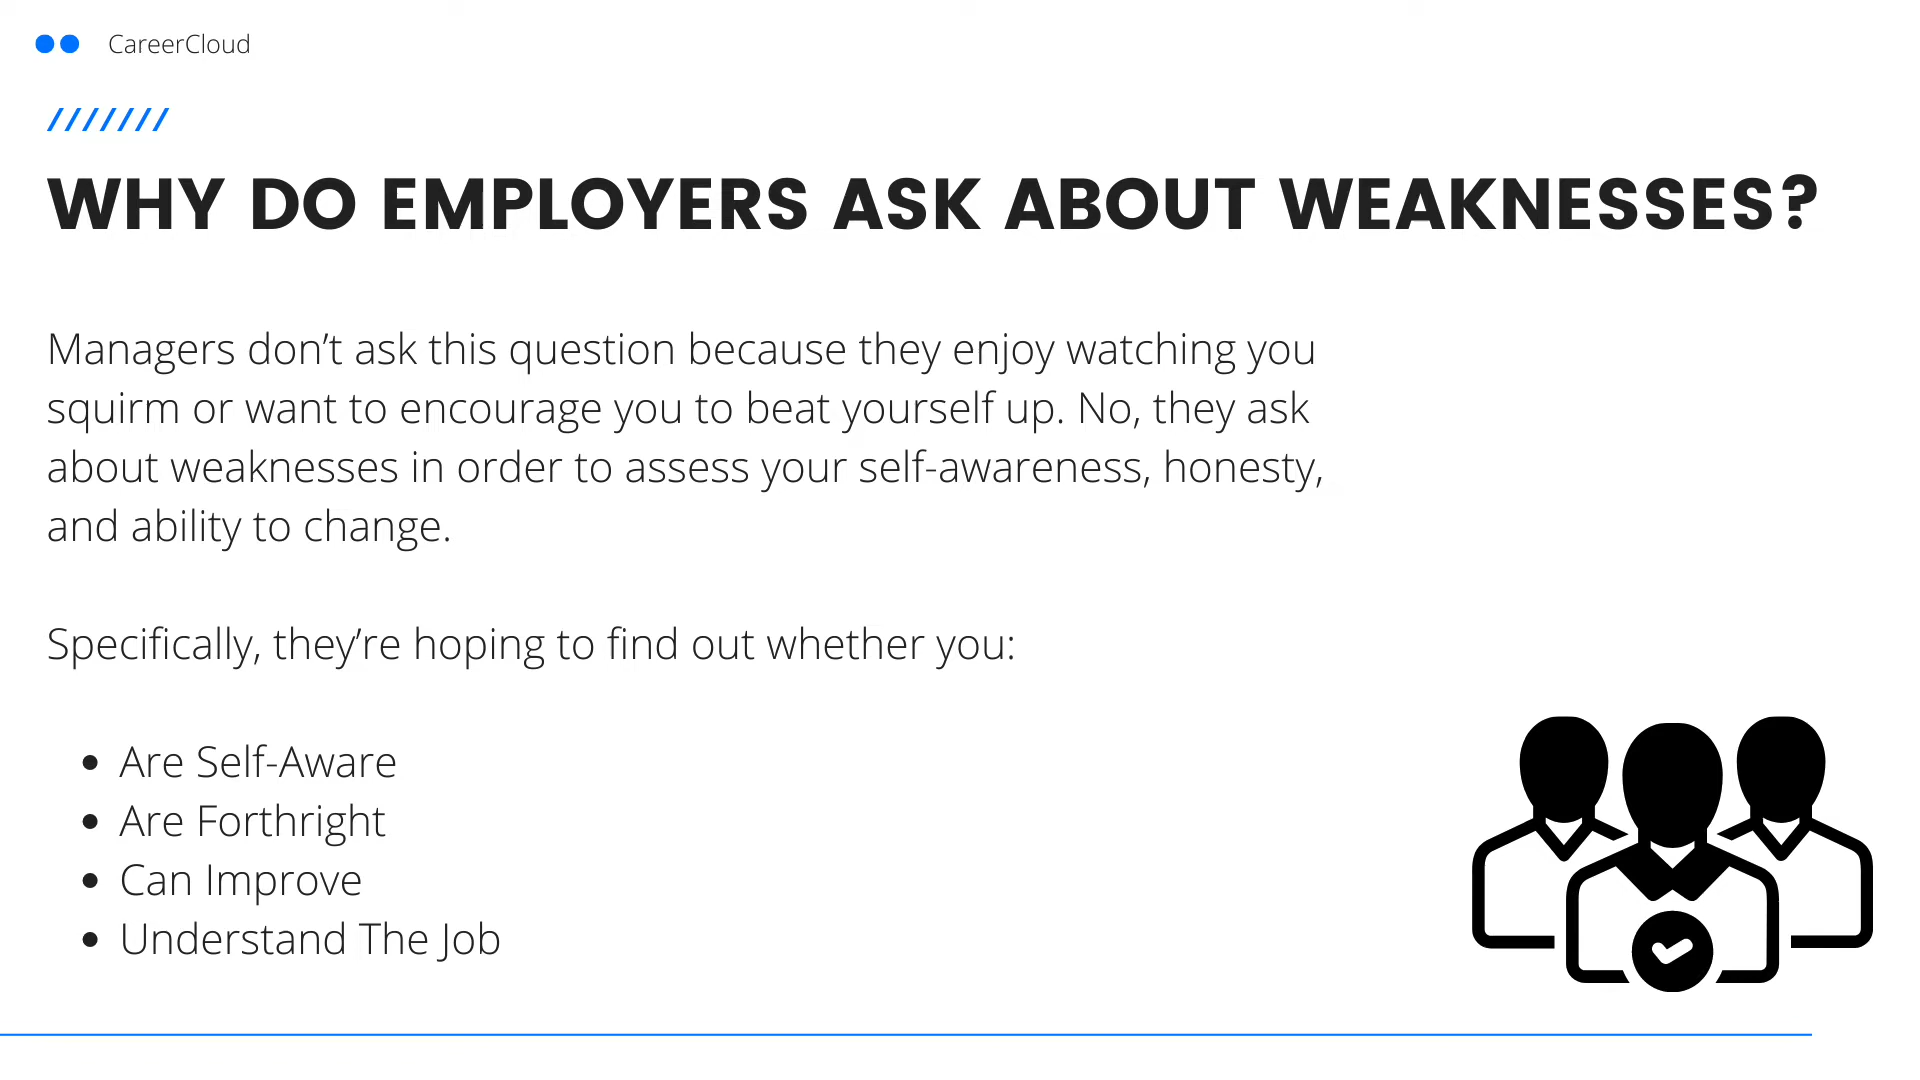 CareerCloud
///////
WHY DO EMPLOYERS ASK ABOUT WEAKNESSES?
Managers don’t ask this question because they enjoy watching you
squirm or want to encourage you to beat yourself up. No, they ask
about weaknesses in order to assess your self-awareness, honesty,
and ability to change.
Specifically, they’re hoping to find out whether you:
• Are Self-Aware
• Are Forthright
• Can Improve
• Understand The Job